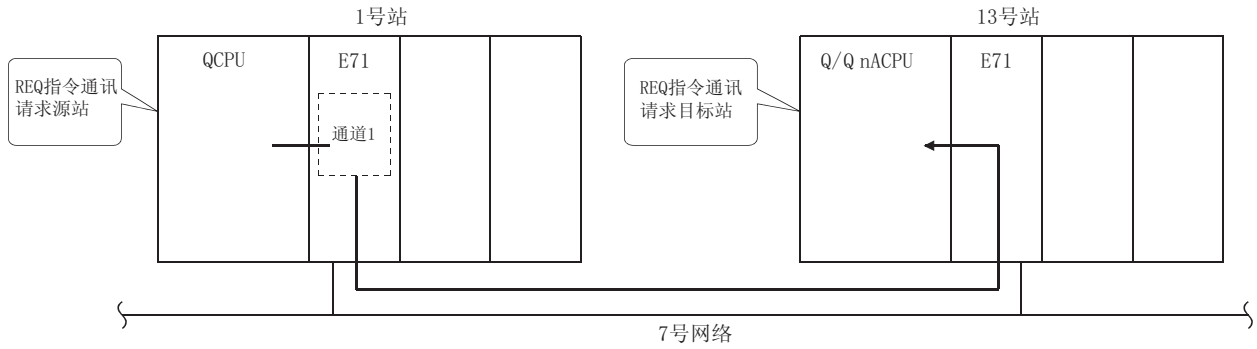 1号站
13号站
QCPU
E71
Q/QnACPU
E71
REQ指令通讯
请求源站
REQ指令通讯
请求目标站
通道1
7号网络